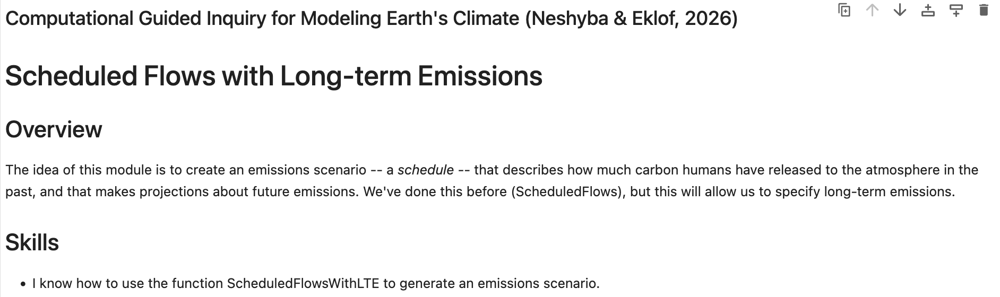 Computational Guided Inquiry for Modeling Earth's Climate (Neshyba & Eklof, 2026)
Scheduled Flows with Long-term Emissions
Overview
The idea of this module is to create an emissions scenario -- a schedule -- that describes how much carbon humans have released to the atmosphere in the
past, and that makes projections about future emissions. We've done this before (ScheduledFlows), but this will allow us to specify long-term emissions.
Skills
• I know how to use the function ScheduledFlowsWithLTE to generate an emissions scenario.